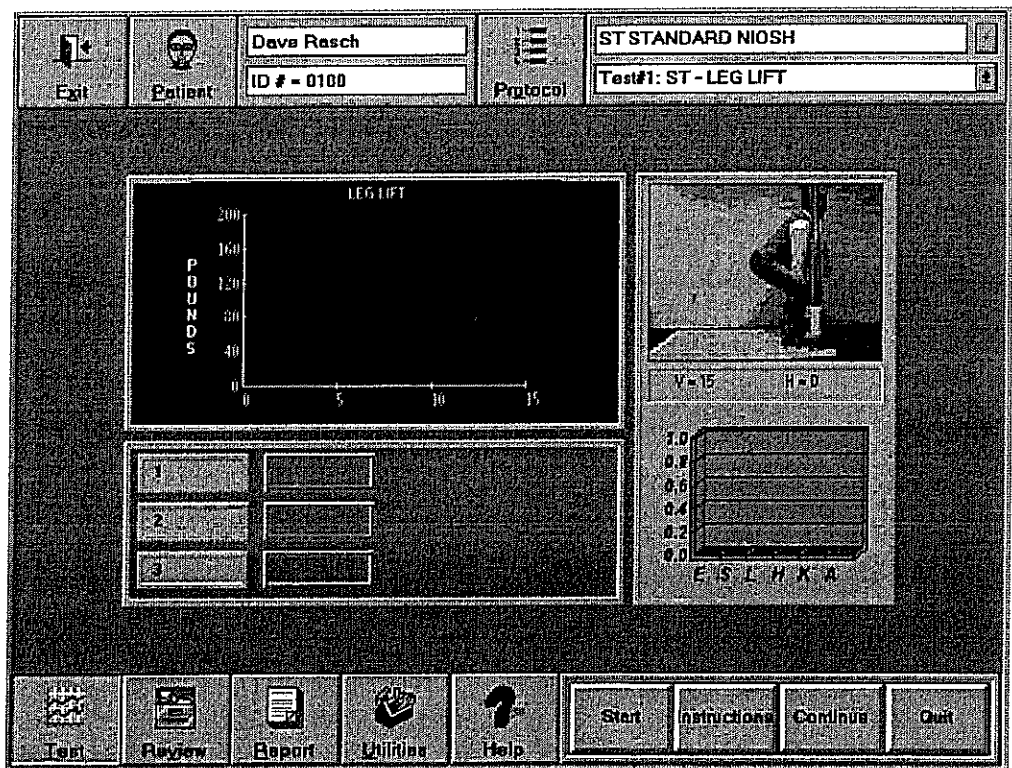 Exit
Patient
Dave Rasch
ID # = 0100
Protocol
ST STANDARD NIOSH
Test#1: ST - LEG LIFT
LEG LIFT
POUNDS
200
160
120
80
40
0
0 5 10 15
1
2
3
V = 15 H = 0
1.0
0.8
0.6
0.4
0.2
0.0
E S L H K A
Test
Review
Report
Utilities
Help
Start
Instructions
Continue
Quit